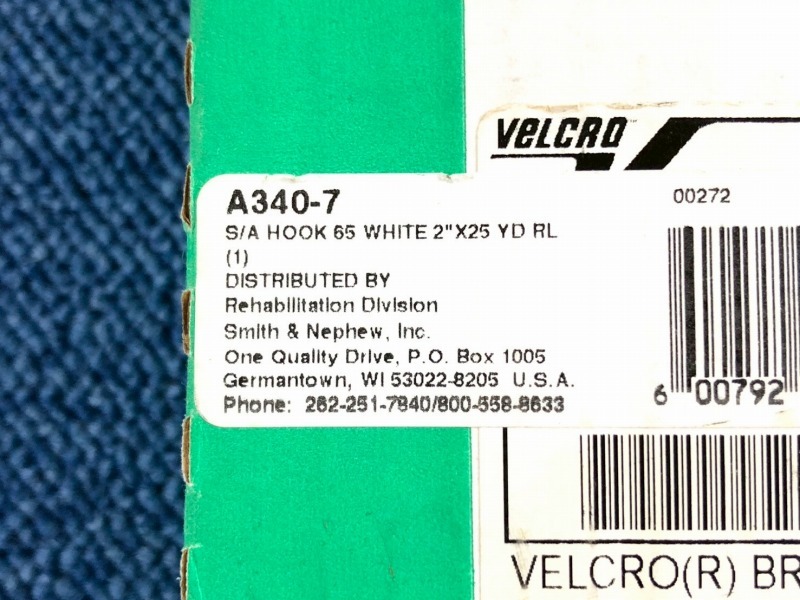 VELCRO
00272
A340-7
S/A HOOK 65 WHITE 2"X25 YD RL
(1)
DISTRIBUTED BY
Rehabilitation Division
Smith & Nephew, Inc.
One Quality Drive, P.O. Box 1005
Germantown, WI 53022-8205 U.S.A.
Phone: 262-251-7840/800-558-8633
6 00792
VELCRO(R) BR